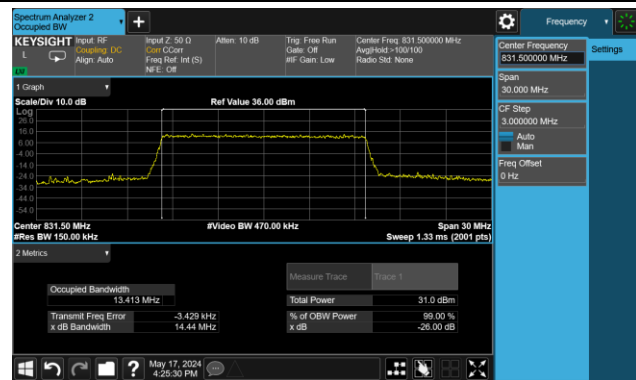 Spectrum Analyzer 2
Occupied BW
Frequency
KEYSIGHT
L
Input: RF
Coupling: DC
Align: Auto
Input Z: 50 Ω
Corr CCorr
Freq Ref: Int (S)
NFE: Off
Atten: 10 dB
Trig: Free Run
Gate: Off
#IF Gain: Low
Center Freq: 831.500000 MHz
Avg|Hold:>100/100
Radio Std: None
Center Frequency
831.500000 MHz
Settings
Span
30.000 MHz
CF Step
3.000000 MHz
Auto
Man
Freq Offset
0 Hz
1 Graph
Scale/Div 10.0 dB
Ref Value 36.00 dBm
Log
26.0
16.0
6.00
-4.00
-14.0
-24.0
-34.0
-44.0
-54.0
Center 831.50 MHz
#Video BW 470.00 kHz
Span 30 MHz
#Res BW 150.00 kHz
Sweep 1.33 ms (2001 pts)
2 Metrics
Measure Trace
Trace 1
Occupied Bandwidth
13.413 MHz
Total Power
31.0 dBm
Transmit Freq Error
-3.429 kHz
% of OBW Power
99.00 %
x dB Bandwidth
14.44 MHz
x dB
-26.00 dB
?
May 17, 2024
4:25:30 PM